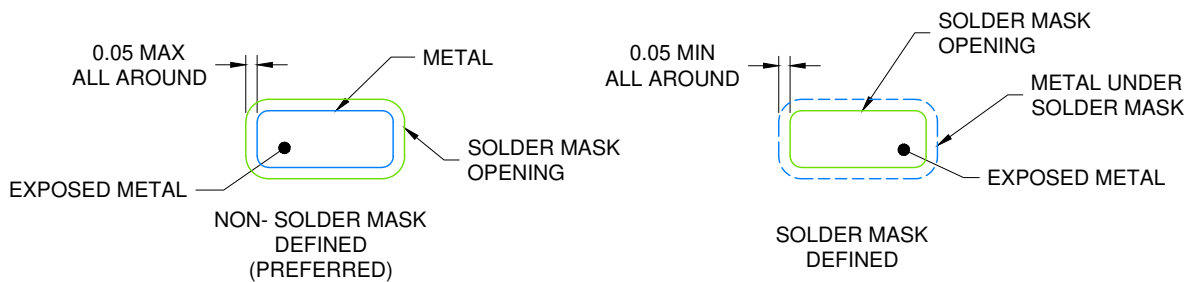 0.05 MAX
ALL AROUND
METAL
SOLDER MASK
OPENING
EXPOSED METAL
NON- SOLDER MASK
DEFINED
(PREFERRED)
SOLDER MASK
OPENING
0.05 MIN
ALL AROUND
METAL UNDER
SOLDER MASK
EXPOSED METAL
SOLDER MASK
DEFINED